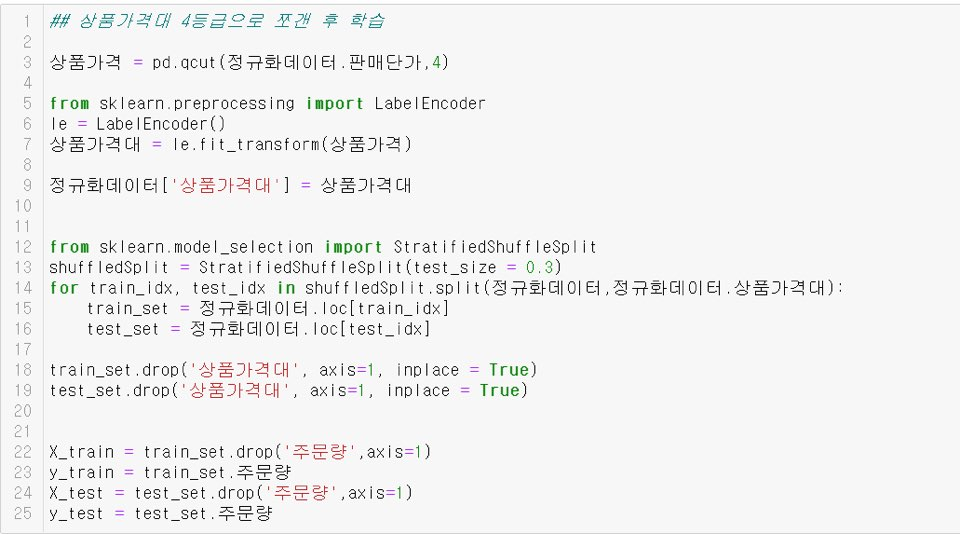 1 ## 상품가격대 4등급으로 쪼갠 후 학습
2
3 상품가격 = pd.qcut(정규화데이터.판매단가,4)
4
5 from sklearn.preprocessing import LabelEncoder
6 le = LabelEncoder()
7 상품가격대 = le.fit_transform(상품가격)
8
9 정규화데이터['상품가격대'] = 상품가격대
10
11
12 from sklearn.model_selection import StratifiedShuffleSplit
13 shuffledSplit = StratifiedShuffleSplit(test_size = 0.3)
14 for train_idx, test_idx in shuffledSplit.split(정규화데이터,정규화데이터.상품가격대):
15     train_set = 정규화데이터.loc[train_idx]
16     test_set = 정규화데이터.loc[test_idx]
17
18 train_set.drop('상품가격대', axis=1, inplace = True)
19 test_set.drop('상품가격대', axis=1, inplace = True)
20
21
22 X_train = train_set.drop('주문량',axis=1)
23 y_train = train_set.주문량
24 X_test = test_set.drop('주문량',axis=1)
25 y_test = test_set.주문량